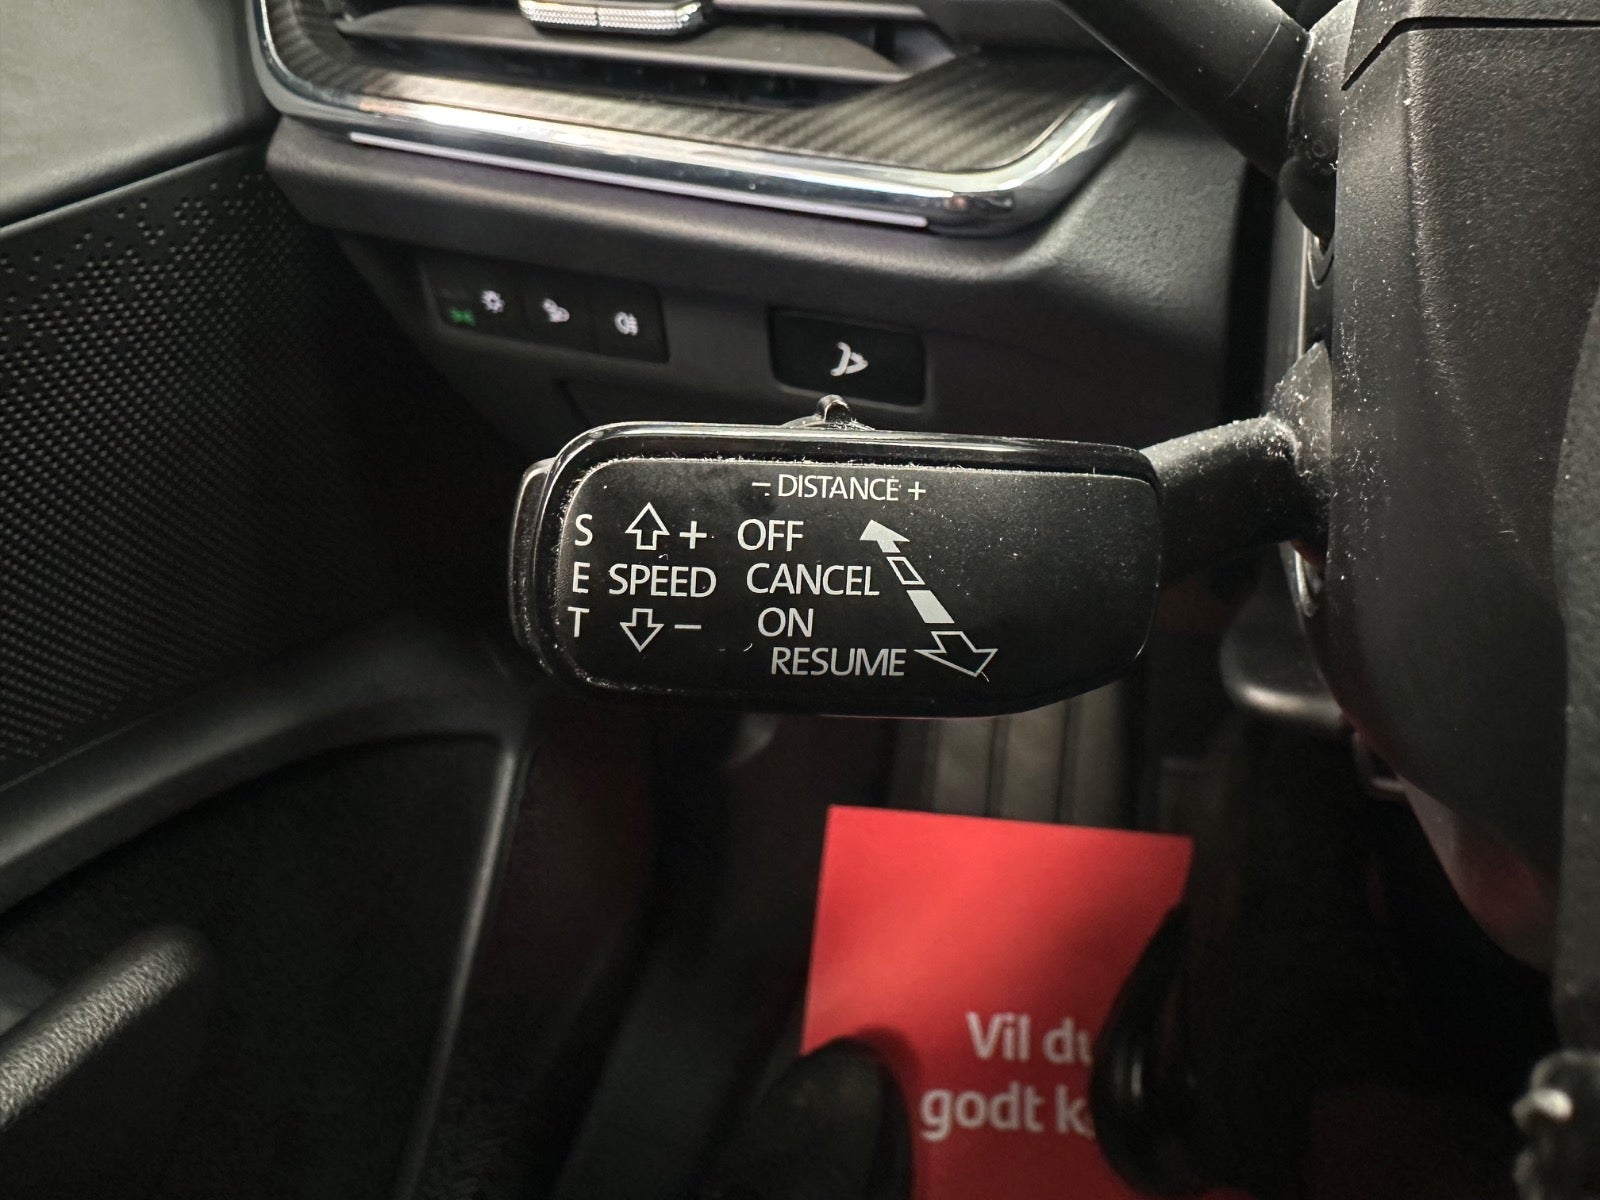 − DISTANCE +
S + OFF
E SPEED CANCEL
T − ON
RESUME
Vil du
godt k